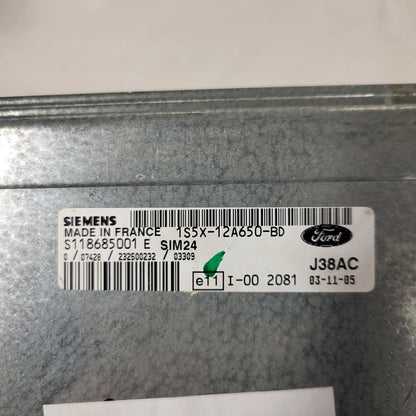 SIEMENS
MADE IN FRANCE 1S5X-12A650-BD
S118685001 E SIM24
0 / 07428 / 232500232 / 03309
Ford
e11 I-00 2081
J38AC
03-11-05